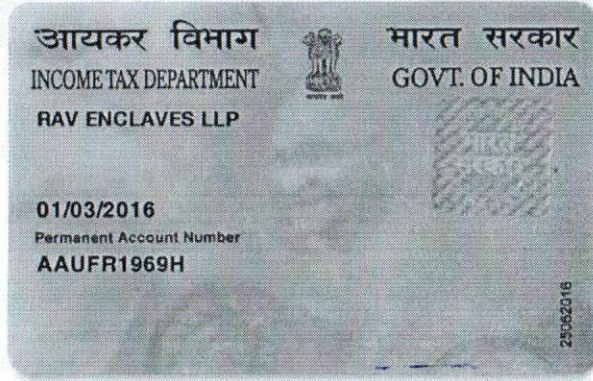 आयकर विभाग
INCOME TAX DEPARTMENT
भारत सरकार
GOVT. OF INDIA
RAV ENCLAVES LLP
01/03/2016
Permanent Account Number
AAUFR1969H
25062016